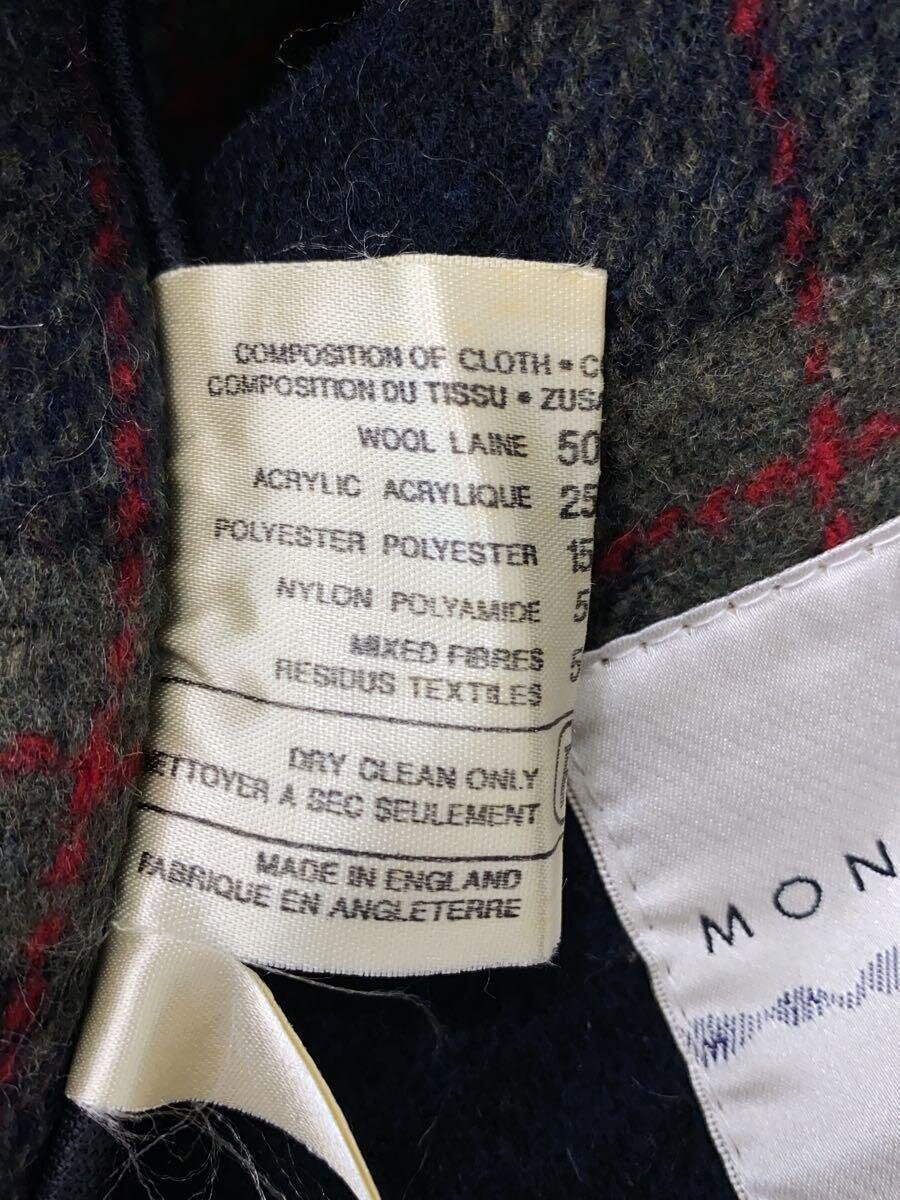 COMPOSITION OF CLOTH • C
COMPOSITION DU TISSU • ZUSA
WOOL LAINE 50
ACRYLIC ACRYLIQUE 25
POLYESTER POLYESTER 15
NYLON POLYAMIDE 5
MIXED FIBRES 5
RESIDUS TEXTILES
DRY CLEAN ONLY
ETTOYER A SEC SEULEMENT
MADE IN ENGLAND
FABRIQUE EN ANGLETERRE
MON